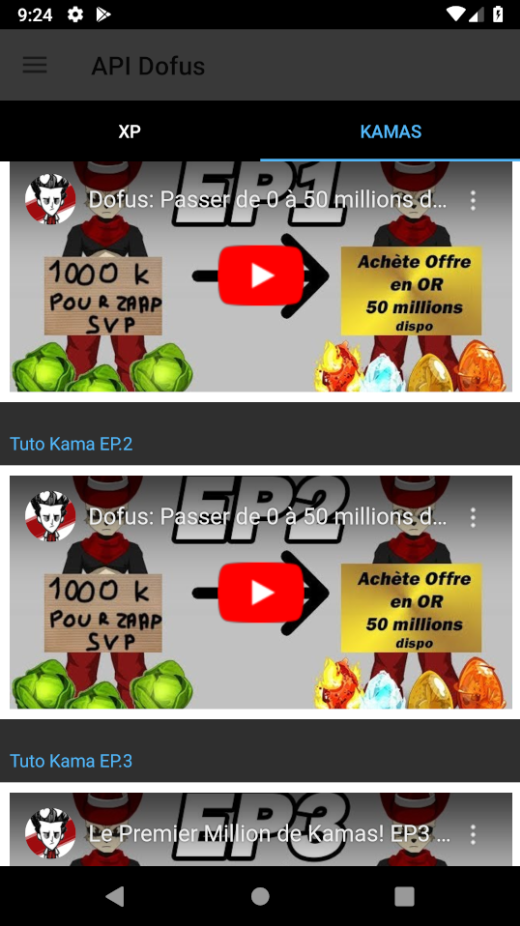 9:24
API Dofus
XP
KAMAS
EP1
Dofus: Passer de 0 à 50 millions d...
1000 k
POUR ZAAP
SVP
Achète Offre
en OR
50 millions
dispo
Tuto Kama EP.2
EP2
Dofus: Passer de 0 à 50 millions d...
1000 k
POUR ZAAP
SVP
Achète Offre
en OR
50 millions
dispo
Tuto Kama EP.3
EP3
Le Premier Million de Kamas! EP3 ...